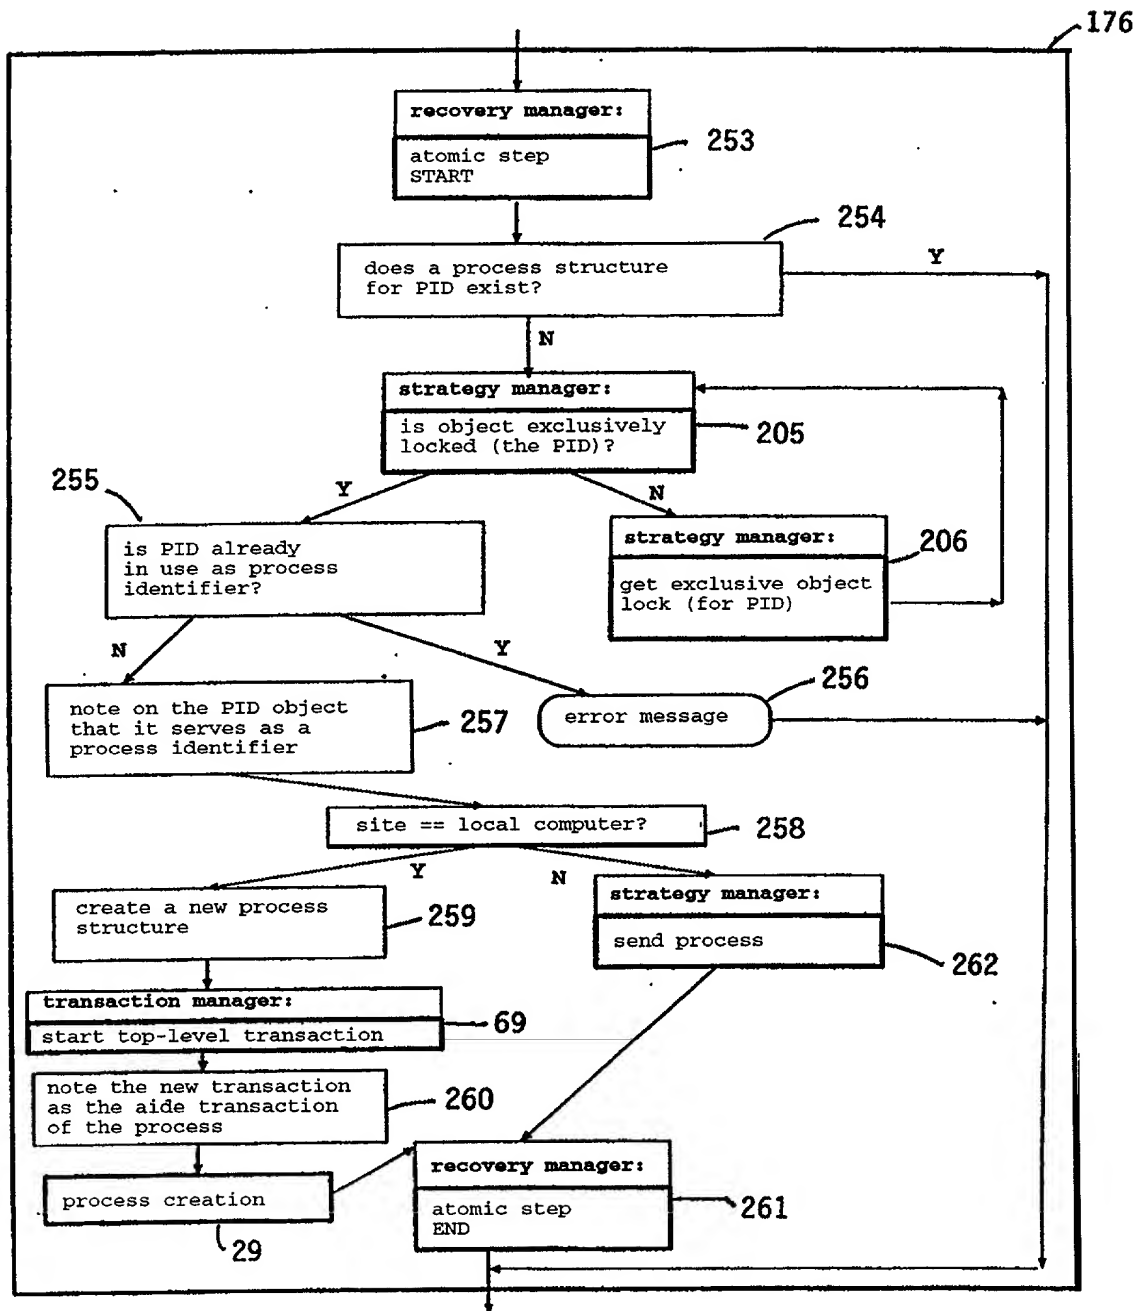 176
recovery manager:
atomic step
START
253
254
does a process structure
for PID exist?
Y
N
strategy manager:
is object exclusively
locked (the PID)?
205
255
Y
N
is PID already
in use as process
identifier?
strategy manager:
get exclusive object
lock (for PID)
206
N
Y
note on the PID object
that it serves as a
process identifier
257
256
error message
site == local computer?
258
Y
N
create a new process
structure
259
strategy manager:
send process
262
transaction manager:
start top-level transaction
69
note the new transaction
as the aide transaction
of the process
260
process creation
29
recovery manager:
atomic step
END
261